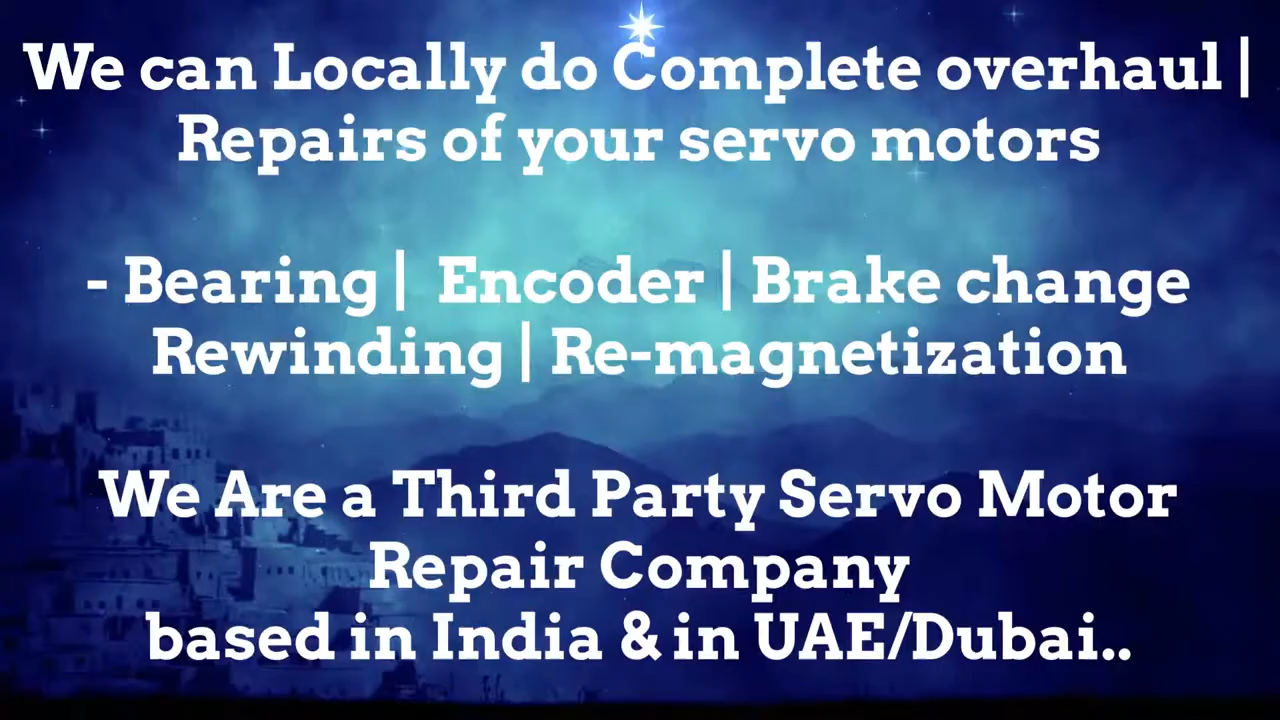 We can Locally do Complete overhaul |
Repairs of your servo motors
- Bearing | Encoder | Brake change
Rewinding | Re-magnetization
We Are a Third Party Servo Motor
Repair Company
based in India & in UAE/Dubai..